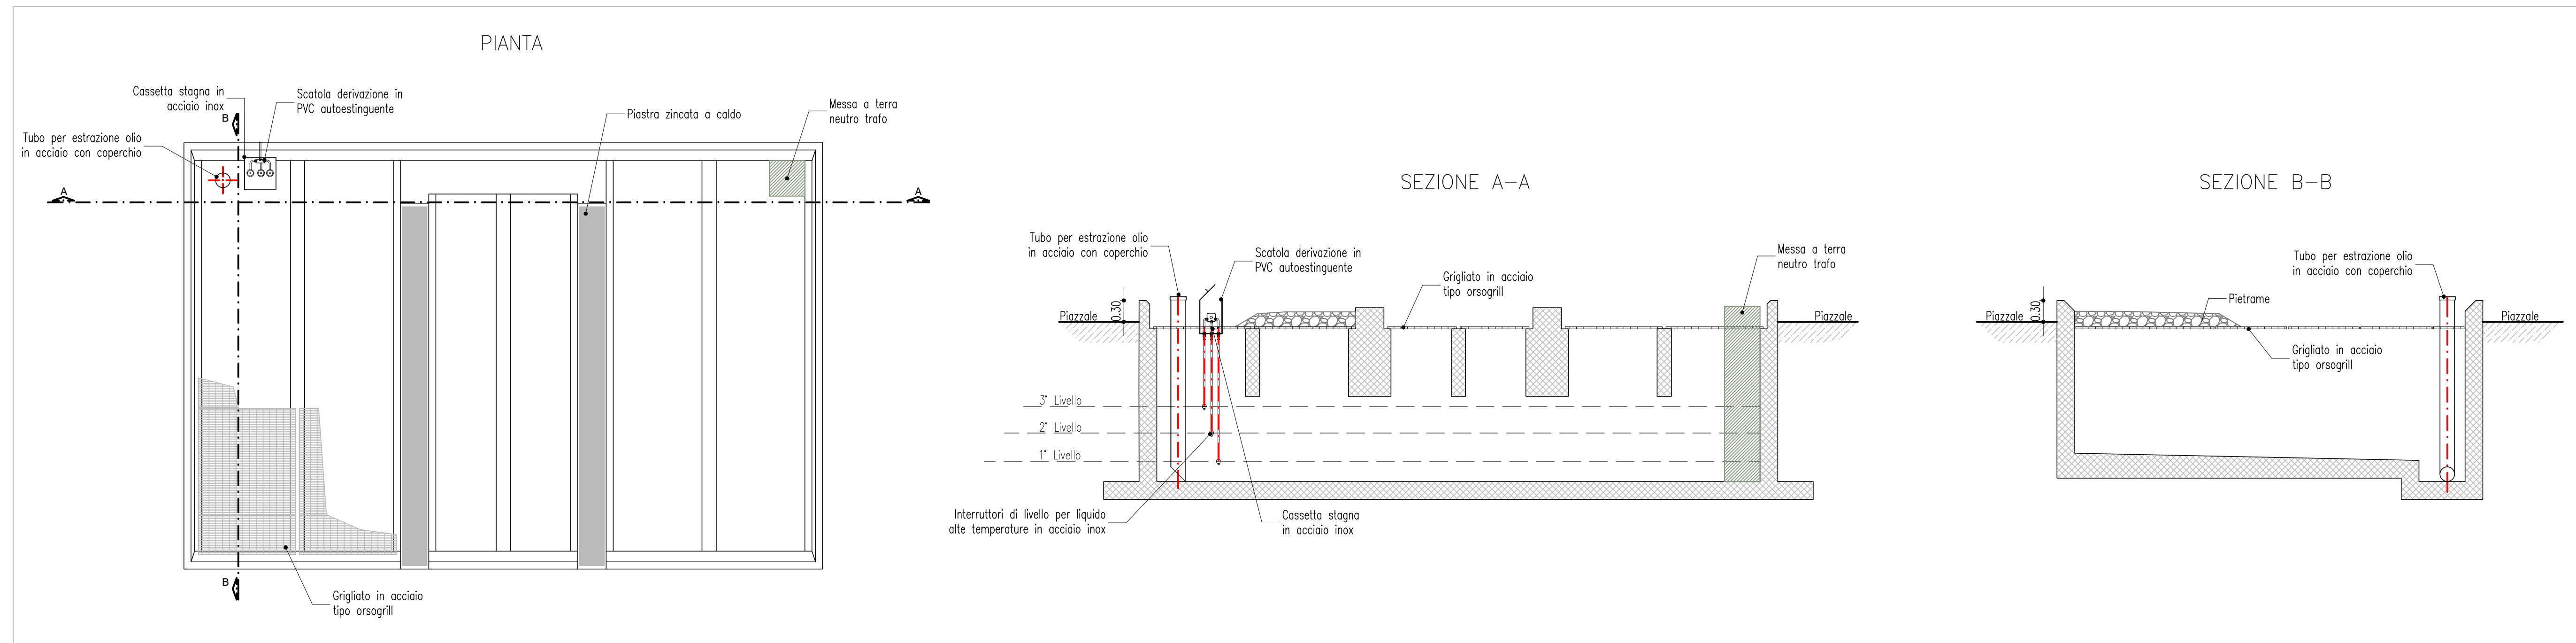 PIANTA
Cassetta stagna in
acciaio inox
Scatola derivazione in
PVC autoestinguente
Piastra zincata a caldo
Messa a terra
neutro trafo
Tubo per estrazione olio
in acciaio con coperchio
B
A
A
B
Grigliato in acciaio
tipo orsogrill
SEZIONE A-A
Tubo per estrazione olio
in acciaio con coperchio
Scatola derivazione in
PVC autoestinguente
Grigliato in acciaio
tipo orsogrill
Messa a terra
neutro trafo
Piazzale
0.30
Piazzale
3° Livello
2° Livello
1° Livello
Interruttori di livello per liquido
alte temperature in acciaio inox
Cassetta stagna
in acciaio inox
SEZIONE B-B
Tubo per estrazione olio
in acciaio con coperchio
Pietrame
Piazzale
0.30
Piazzale
Grigliato in acciaio
tipo orsogrill